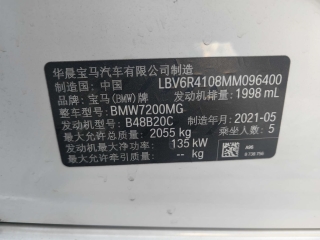 华晨宝马汽车有限公司制造
制造国: 中国 LBV6R4108MM096400
品牌: 宝马(BMW)牌 发动机排量: 1998 mL
整车型号: BMW7200MG
发动机型号: B48B20C 制造年月: 2021-05
最大允许总质量: 2055 kg 乘坐人数: 5
发动机最大净功率: 135 kW
最大允许牵引质量: -- kg